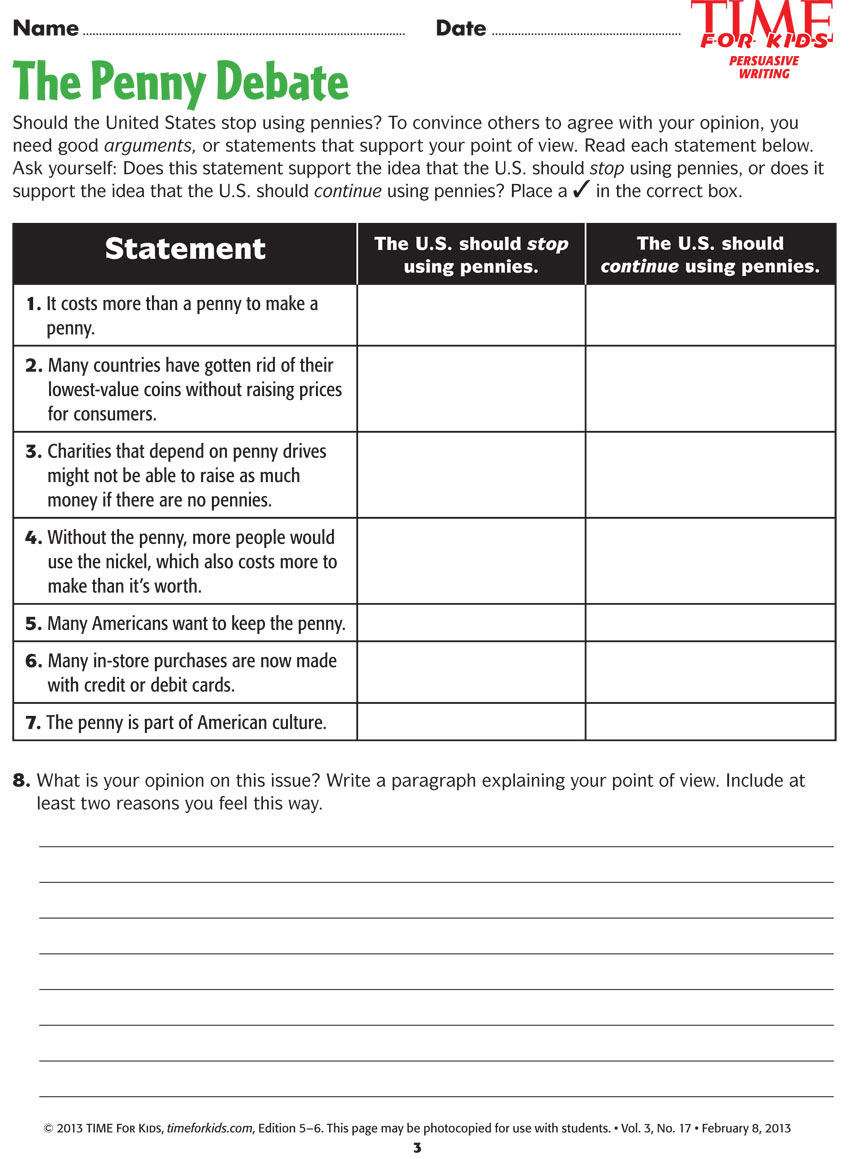 Name ........ Date ........
TIME
FOR KIDS
PERSUASIVE
WRITING
The Penny Debate
Should the United States stop using pennies? To convince others to agree with your opinion, you
need good arguments, or statements that support your point of view. Read each statement below.
Ask yourself: Does this statement support the idea that the U.S. should stop using pennies, or does it
support the idea that the U.S. should continue using pennies? Place a ✓ in the correct box.
Statement
The U.S. should stop
using pennies.
The U.S. should
continue using pennies.
1. It costs more than a penny to make a
penny.
2. Many countries have gotten rid of their
lowest-value coins without raising prices
for consumers.
3. Charities that depend on penny drives
might not be able to raise as much
money if there are no pennies.
4. Without the penny, more people would
use the nickel, which also costs more to
make than it's worth.
5. Many Americans want to keep the penny.
6. Many in-store purchases are now made
with credit or debit cards.
7. The penny is part of American culture.
8. What is your opinion on this issue? Write a paragraph explaining your point of view. Include at
least two reasons you feel this way.
© 2013 TIME FOR KIDS, timeforkids.com, Edition 5–6. This page may be photocopied for use with students. • Vol. 3, No. 17 • February 8, 2013
3